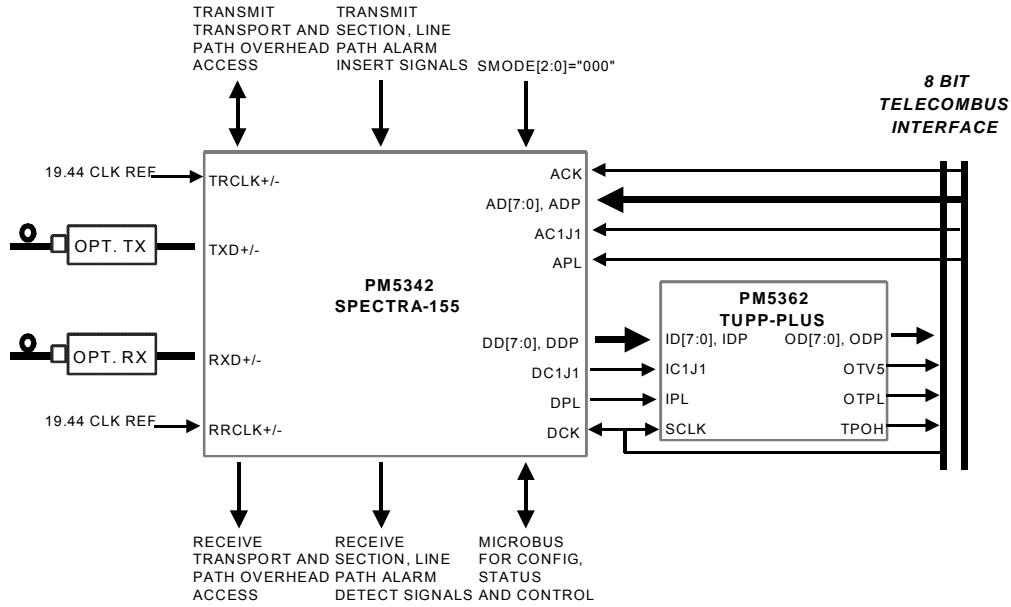 TRANSMIT
TRANSPORT AND
PATH OVERHEAD
ACCESS
TRANSMIT
SECTION, LINE
PATH ALARM
INSERT SIGNALS
SMODE[2:0]="000"
8 BIT
TELECOMBUS
INTERFACE
19.44 CLK REF
TRCLK+/-
OPT. TX
TXD+/-
OPT. RX
RXD+/-
19.44 CLK REF
RRCLK+/-
PM5342
SPECTRA-155
ACK
AD[7:0], ADP
AC1J1
APL
DD[7:0], DDP
DC1J1
DPL
DCK
PM5362
TUPP-PLUS
ID[7:0], IDP
IC1J1
IPL
SCLK
OD[7:0], ODP
OTV5
OTPL
TPOH
RECEIVE
TRANSPORT AND
PATH OVERHEAD
ACCESS
RECEIVE
SECTION, LINE
PATH ALARM
DETECT SIGNALS
MICROBUS
FOR CONFIG,
STATUS
AND CONTROL